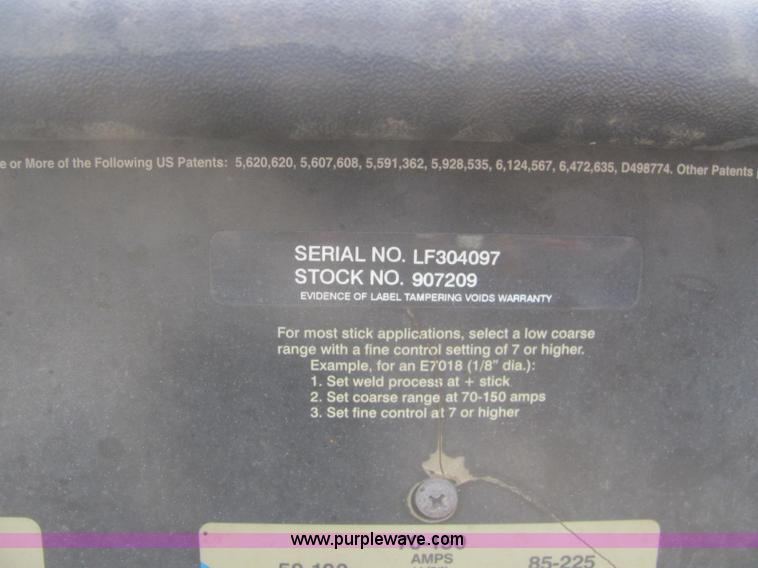 e or More of the Following US Patents: 5,620,620, 5,607,608, 5,591,362, 5,928,535, 6,124,567, 6,472,635, D498774. Other Patents
SERIAL NO. LF304097
STOCK NO. 907209
EVIDENCE OF LABEL TAMPERING VOIDS WARRANTY
For most stick applications, select a low coarse
range with a fine control setting of 7 or higher.
Example, for an E7018 (1/8" dia.):
1. Set weld process at + stick
2. Set coarse range at 70-150 amps
3. Set fine control at 7 or higher
www.purplewave.com
AMPS
85-225